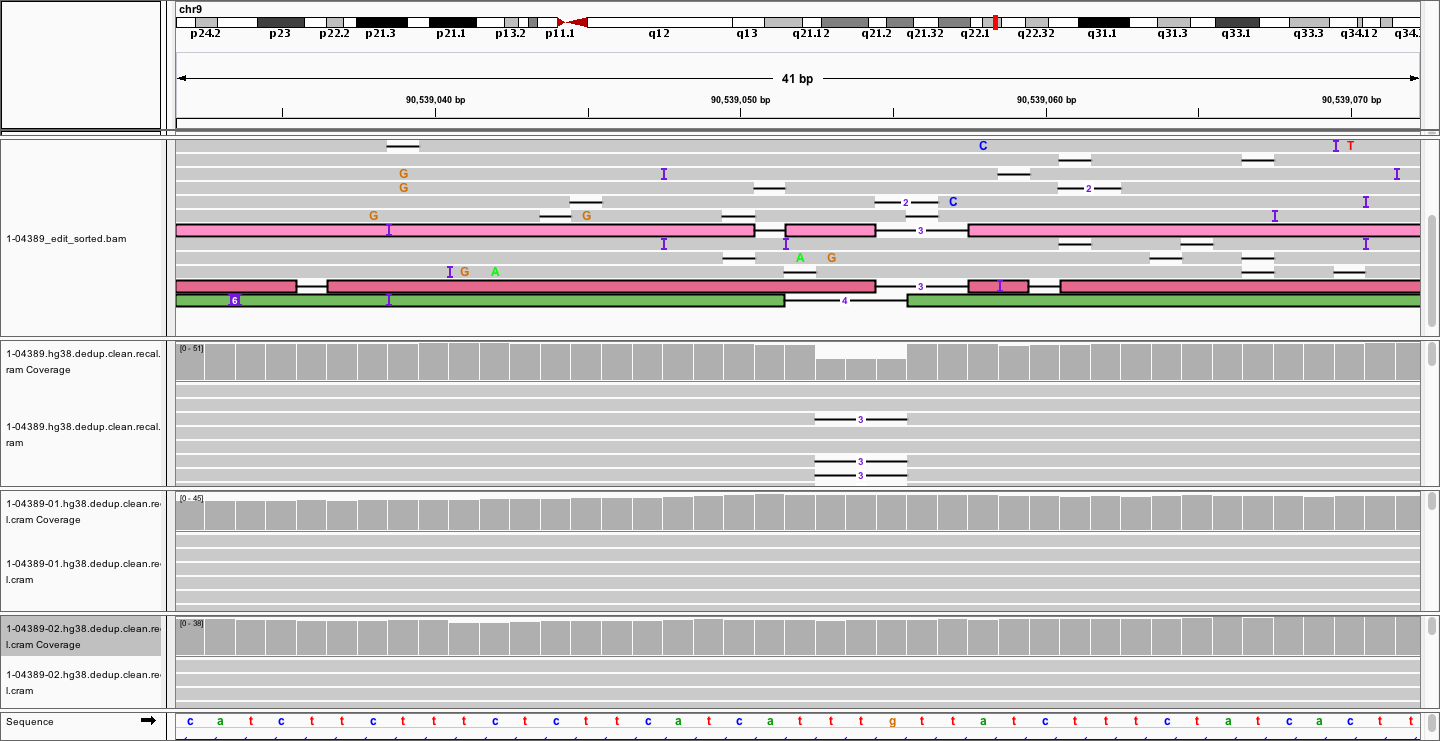 chr9
p24.2 p23 p22.2 p21.3 p21.1 p13.2 p11.1 q12 q13 q21.12 q21.2 q21.32 q22.1 q22.32 q31.1 q31.3 q33.1 q33.3 q34.12 q34.
41 bp
90,539,040 bp 90,539,050 bp 90,539,060 bp 90,539,070 bp
C I T
G I I
G 2
2 C I
G G I
I 3
1-04389_edit_sorted.bam
I I I
A G
I G A
3 I
6 I 4
1-04389.hg38.dedup.clean.recal.
ram Coverage
[0 - 51]
1-04389.hg38.dedup.clean.recal.
ram
3
3
3
1-04389-01.hg38.dedup.clean.re
l.cram Coverage
[0 - 45]
1-04389-01.hg38.dedup.clean.re
l.cram
1-04389-02.hg38.dedup.clean.re
l.cram Coverage
[0 - 38]
1-04389-02.hg38.dedup.clean.re
l.cram
Sequence c a t c t t c t t t c t c t t c a t c a t t t g t t a t c t t t c t a t c a c t t